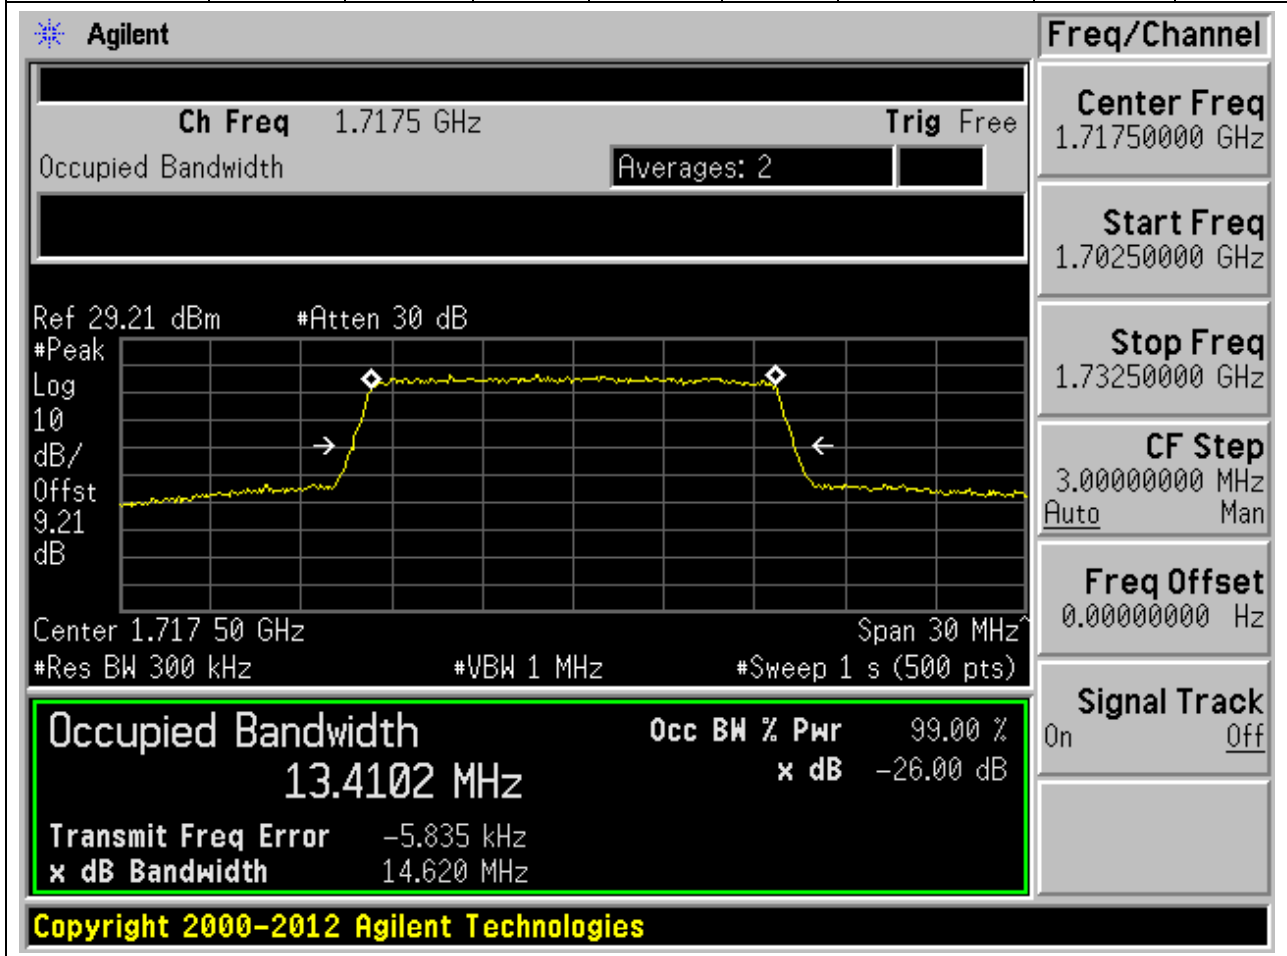 Agilent
Freq/Channel
Ch Freq 1.7175 GHz Trig Free
Occupied Bandwidth Averages: 2
Center Freq
1.71750000 GHz
Start Freq
1.70250000 GHz
Stop Freq
1.73250000 GHz
CF Step
3.00000000 MHz
Auto Man
Freq Offset
0.00000000 Hz
Signal Track
On Off
Ref 29.21 dBm #Atten 30 dB
#Peak
Log
10
dB/
Offst
9.21
dB
Center 1.717 50 GHz Span 30 MHz^
#Res BW 300 kHz #VBW 1 MHz #Sweep 1 s (500 pts)
Occupied Bandwidth
13.4102 MHz
Occ BW % Pwr 99.00 %
x dB -26.00 dB
Transmit Freq Error -5.835 kHz
x dB Bandwidth 14.620 MHz
Copyright 2000-2012 Agilent Technologies